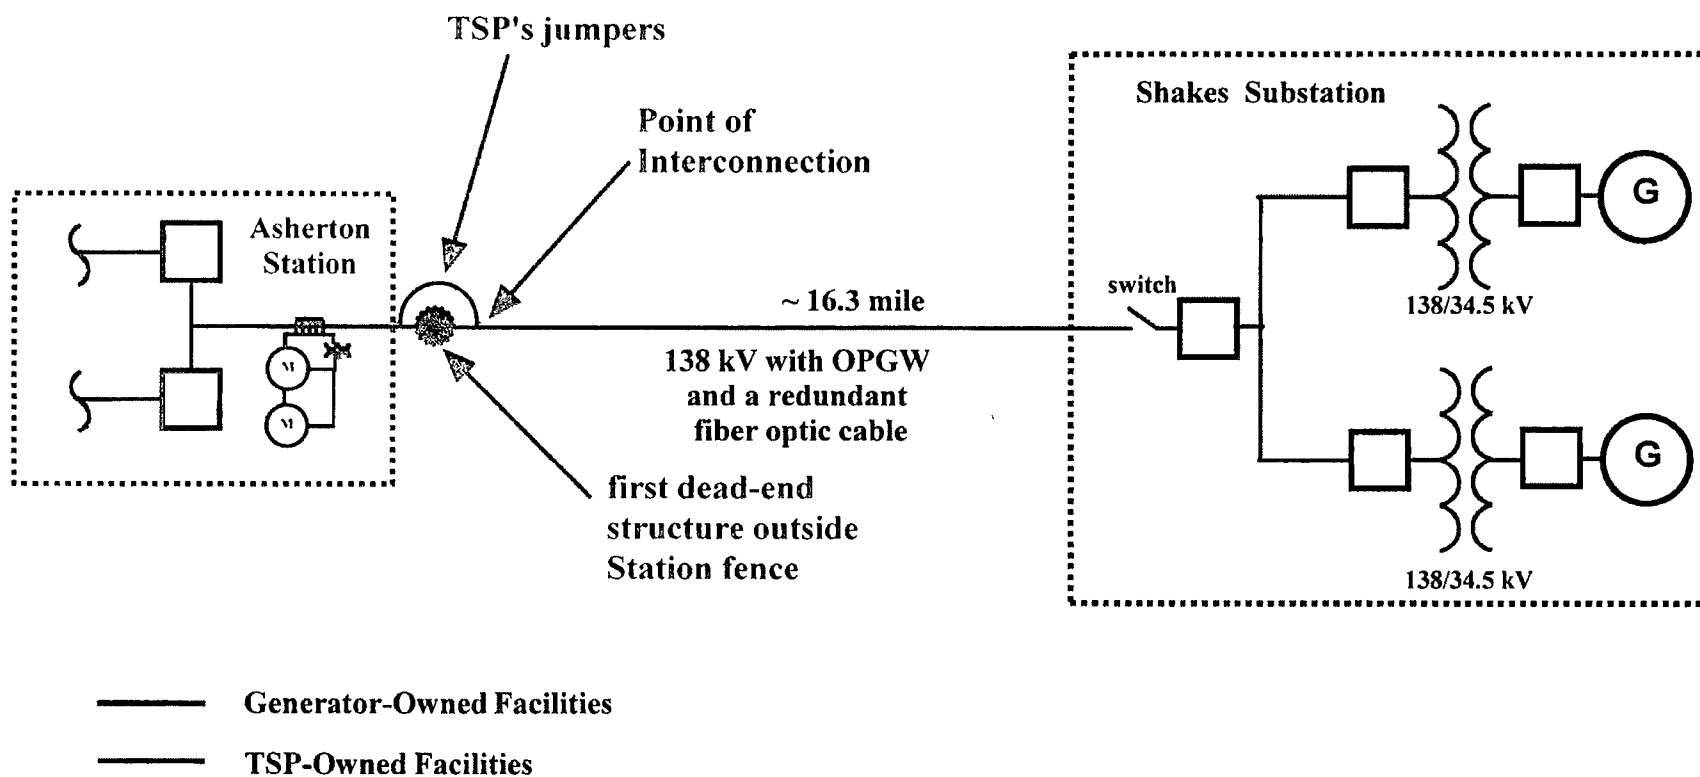 TSP's jumpers
Point of
Interconnection
Shakes Substation
Asherton
Station
M
M
~ 16.3 mile
138 kV with OPGW
and a redundant
fiber optic cable
first dead-end
structure outside
Station fence
switch
G
138/34.5 kV
G
138/34.5 kV
Generator-Owned Facilities
TSP-Owned Facilities